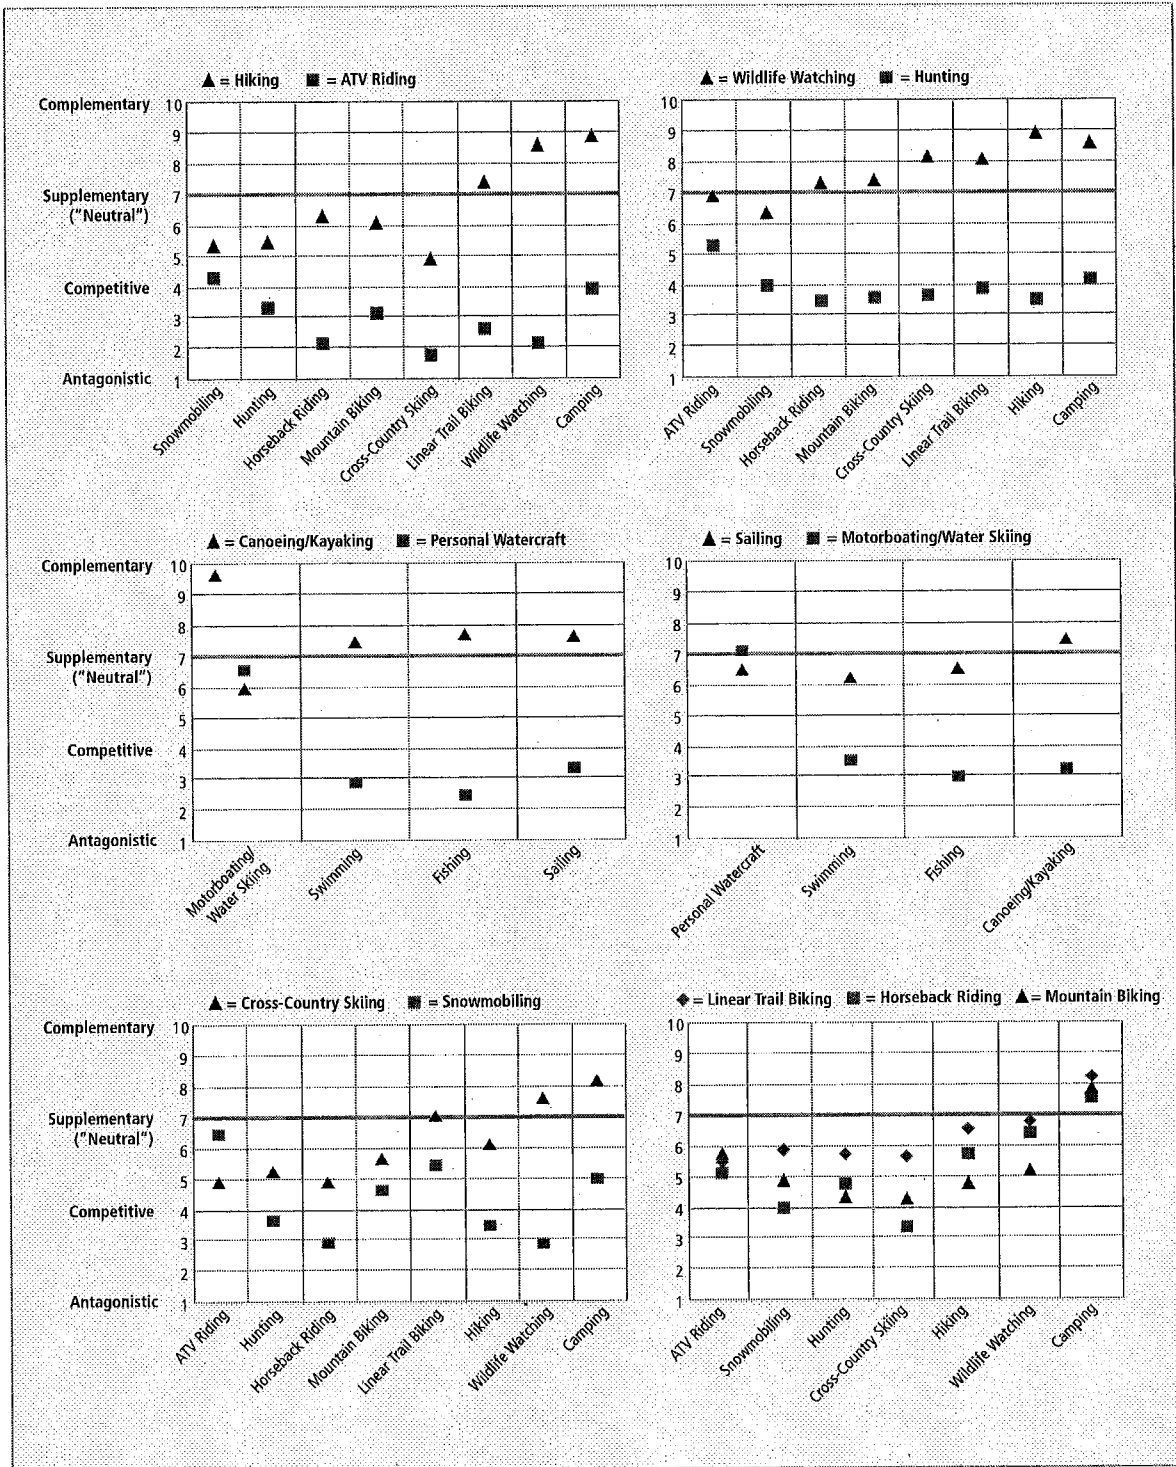 ▲ = Hiking ■ = ATV Riding
Complementary
Supplementary
("Neutral")
Competitive
Antagonistic
10
9
8
7
6
5
4
3
2
1
Snowmobiling
Hunting
Horseback Riding
Mountain Biking
Cross-Country Skiing
Linear Trail Biking
Wildlife Watching
Camping
▲ = Wildlife Watching ■ = Hunting
10
9
8
7
6
5
4
3
2
1
ATV Riding
Snowmobiling
Horseback Riding
Mountain Biking
Cross-Country Skiing
Linear Trail Biking
Hiking
Camping
▲ = Canoeing/Kayaking ■ = Personal Watercraft
Complementary
Supplementary
("Neutral")
Competitive
Antagonistic
10
9
8
7
6
5
4
3
2
1
Motorboating/
Water Skiing
Swimming
Fishing
Sailing
▲ = Sailing ■ = Motorboating/Water Skiing
10
9
8
7
6
5
4
3
2
1
Personal Watercraft
Swimming
Fishing
Canoeing/Kayaking
▲ = Cross-Country Skiing ■ = Snowmobiling
Complementary
Supplementary
("Neutral")
Competitive
Antagonistic
10
9
8
7
6
5
4
3
2
1
ATV Riding
Hunting
Horseback Riding
Mountain Biking
Linear Trail Biking
Hiking
Wildlife Watching
Camping
◆ = Linear Trail Biking ■ = Horseback Riding ▲ = Mountain Biking
10
9
8
7
6
5
4
3
2
1
ATV Riding
Snowmobiling
Hunting
Cross-Country Skiing
Hiking
Wildlife Watching
Camping